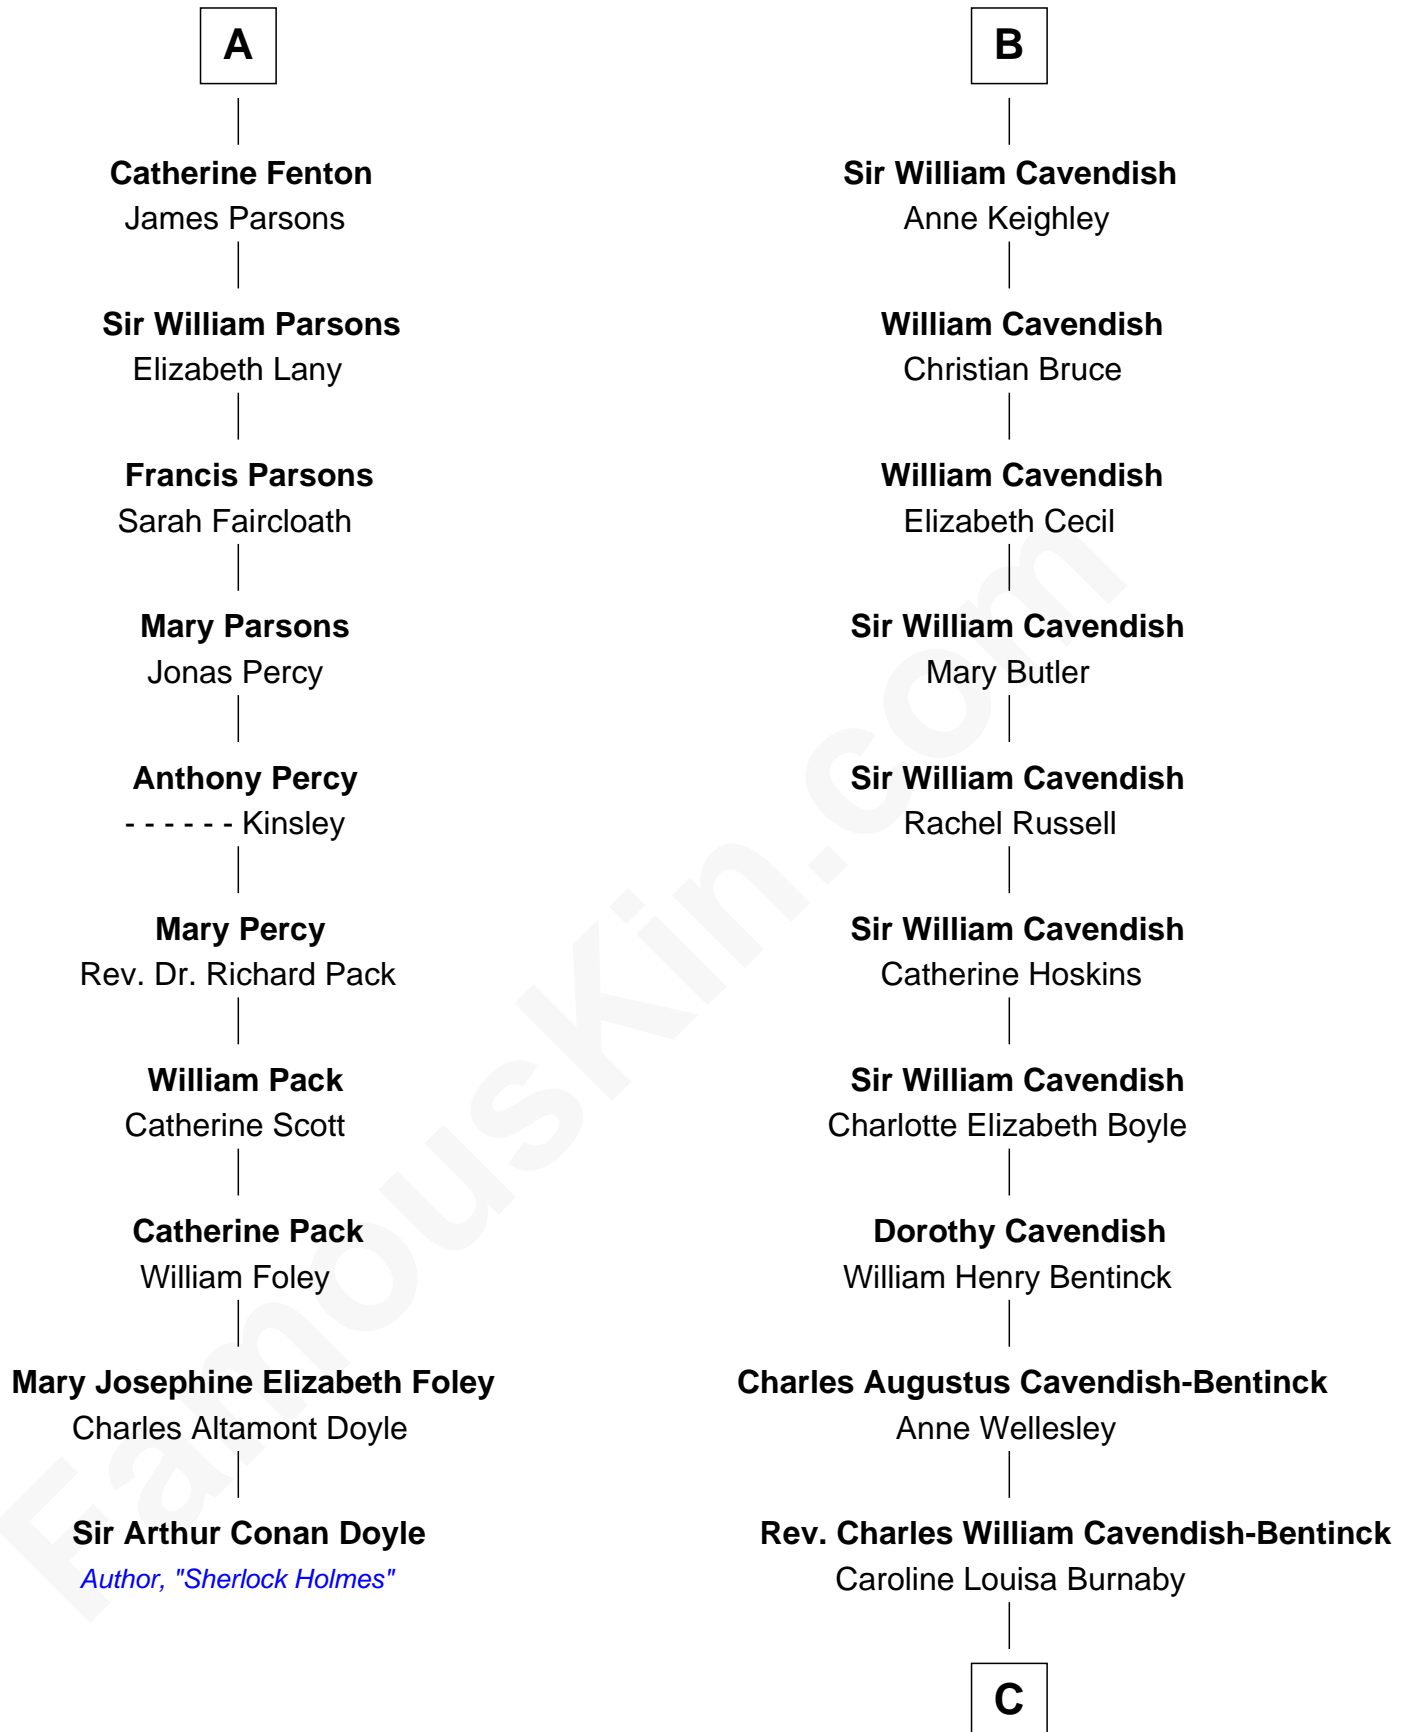 A
Catherine Fenton
James Parsons
Sir William Parsons
Elizabeth Lany
Francis Parsons
Sarah Faircloath
Mary Parsons
Jonas Percy
Anthony Percy
- - - - - - Kinsley
Mary Percy
Rev. Dr. Richard Pack
William Pack
Catherine Scott
Catherine Pack
William Foley
Mary Josephine Elizabeth Foley
Charles Altamont Doyle
Sir Arthur Conan Doyle
Author, "Sherlock Holmes"
B
Sir William Cavendish
Anne Keighley
William Cavendish
Christian Bruce
William Cavendish
Elizabeth Cecil
Sir William Cavendish
Mary Butler
Sir William Cavendish
Rachel Russell
Sir William Cavendish
Catherine Hoskins
Sir William Cavendish
Charlotte Elizabeth Boyle
Dorothy Cavendish
William Henry Bentinck
Charles Augustus Cavendish-Bentinck
Anne Wellesley
Rev. Charles William Cavendish-Bentinck
Caroline Louisa Burnaby
C
FamousKin.com